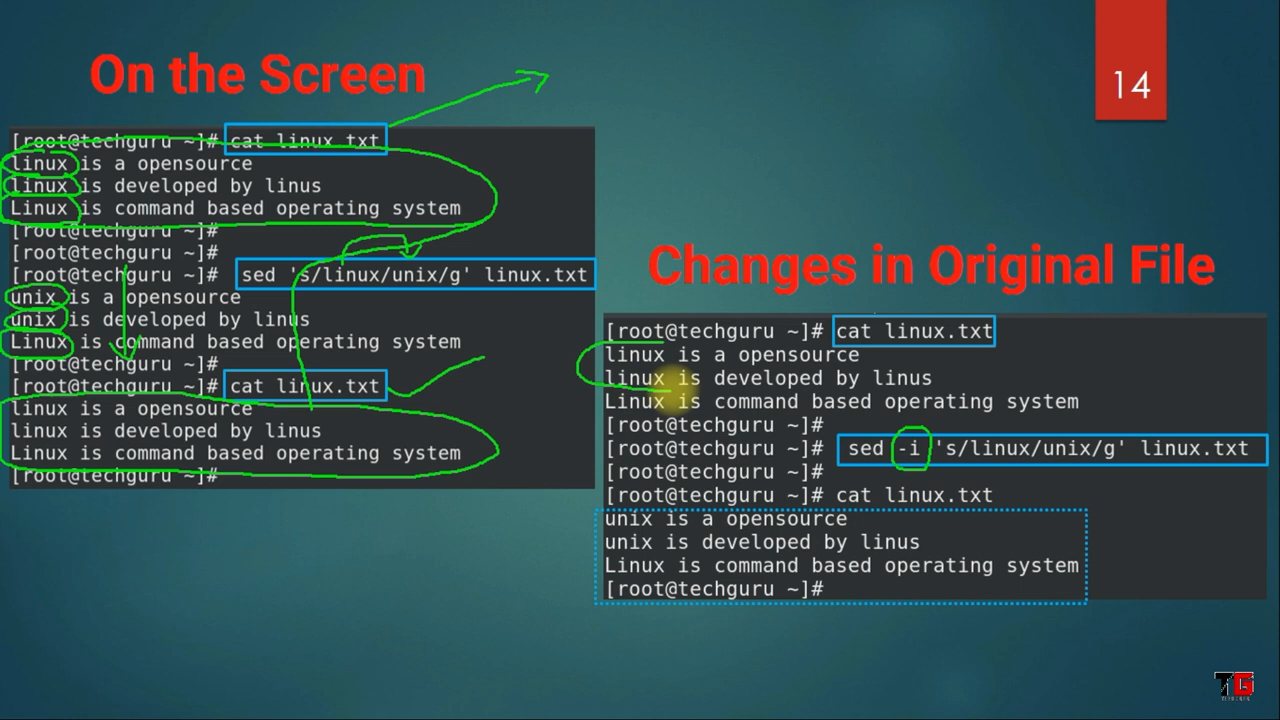 On the Screen
14
[root@techguru ~]# cat linux.txt
linux is a opensource
linux is developed by linus
Linux is command based operating system
[root@techguru ~]#
[root@techguru ~]#
[root@techguru ~]# sed 's/linux/unix/g' linux.txt
unix is a opensource
unix is developed by linus
Linux is command based operating system
[root@techguru ~]#
[root@techguru ~]# cat linux.txt
linux is a opensource
linux is developed by linus
Linux is command based operating system
[root@techguru ~]#
Changes in Original File
[root@techguru ~]# cat linux.txt
linux is a opensource
linux is developed by linus
Linux is command based operating system
[root@techguru ~]#
[root@techguru ~]# sed -i 's/linux/unix/g' linux.txt
[root@techguru ~]#
[root@techguru ~]# cat linux.txt
unix is a opensource
unix is developed by linus
Linux is command based operating system
[root@techguru ~]#
TG